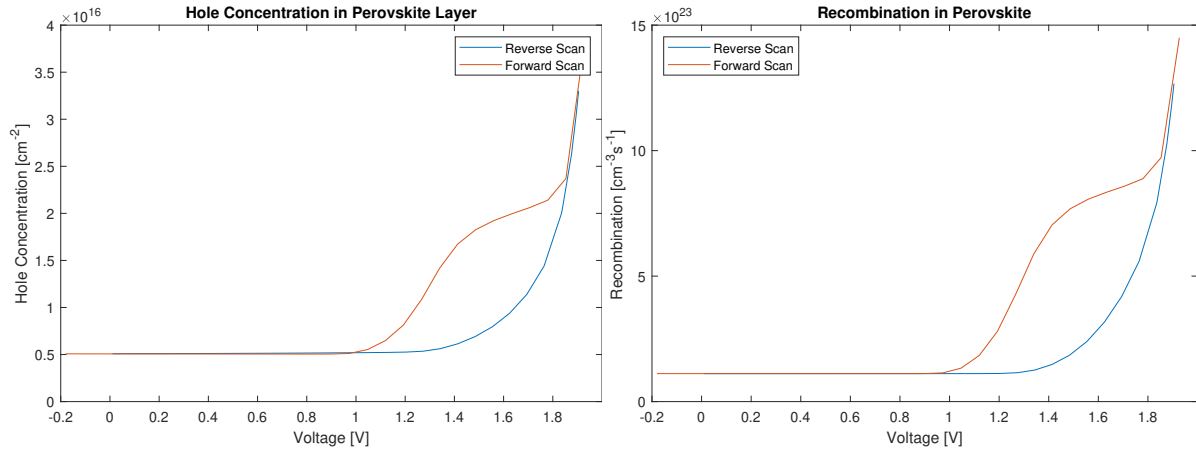 Hole Concentration in Perovskite Layer
×10^16
4
3.5
3
2.5
2
1.5
1
0.5
0
Hole Concentration [cm^-2]
Reverse Scan
Forward Scan
-0.2 0 0.2 0.4 0.6 0.8 1 1.2 1.4 1.6 1.8
Voltage [V]
Recombination in Perovskite
×10^23
15
10
5
0
Recombination [cm^-3s^-1]
Reverse Scan
Forward Scan
-0.2 0 0.2 0.4 0.6 0.8 1 1.2 1.4 1.6 1.8
Voltage [V]